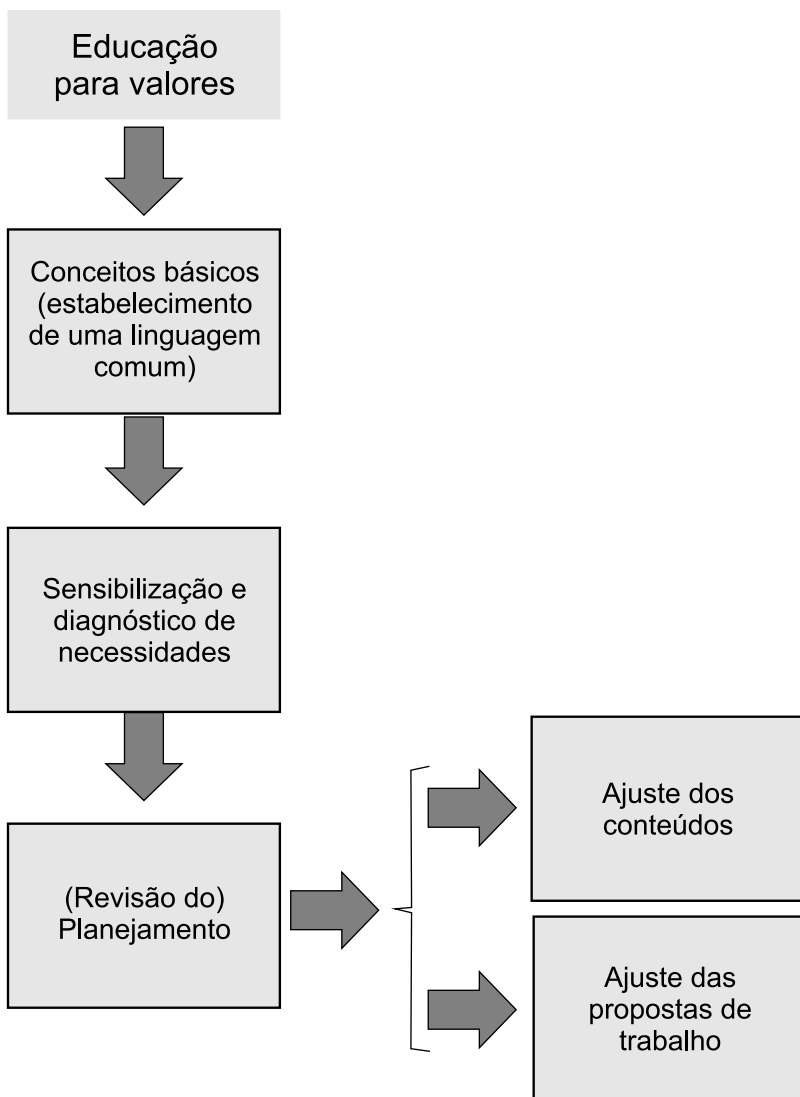 Educação
para valores
Conceitos básicos
(estabelecimento
de uma linguagem
comum)
Sensibilização e
diagnóstico de
necessidades
(Revisão do)
Planejamento
Ajuste dos
conteúdos
Ajuste das
propostas de
trabalho